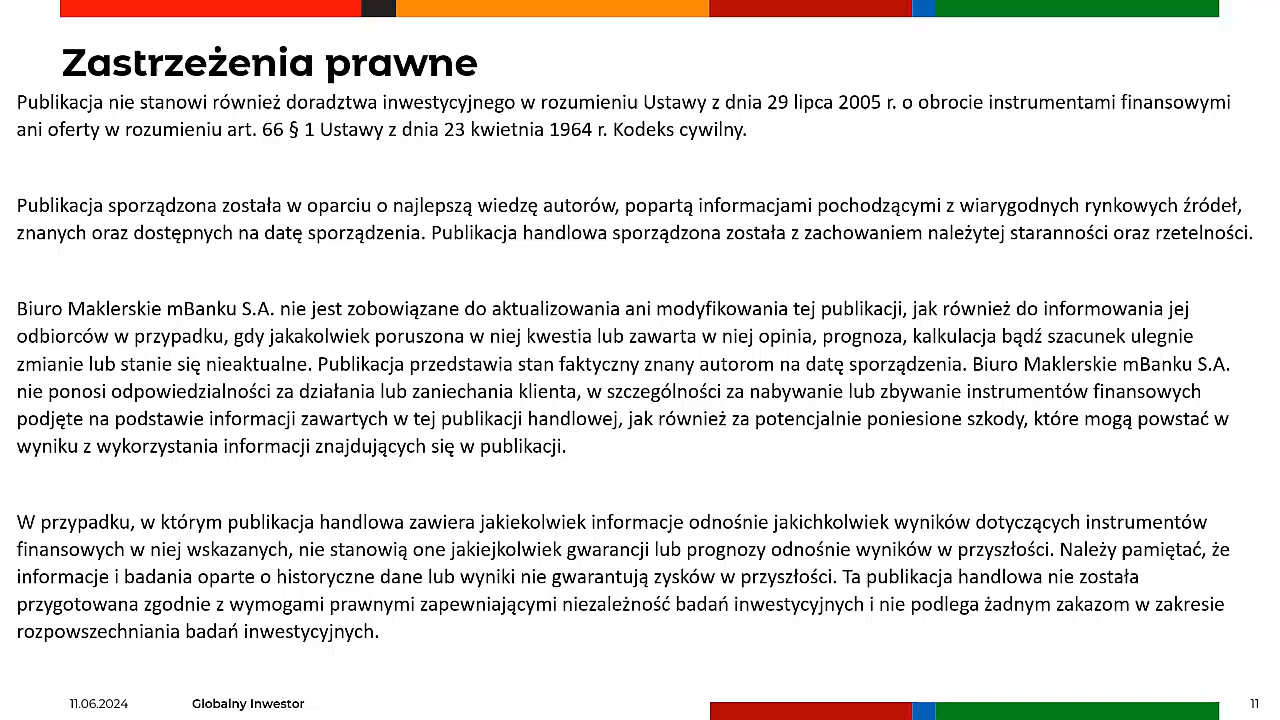 Zastrzeżenia prawne
Publikacja nie stanowi również doradztwa inwestycyjnego w rozumieniu Ustawy z dnia 29 lipca 2005 r. o obrocie instrumentami finansowymi
ani oferty w rozumieniu art. 66 § 1 Ustawy z dnia 23 kwietnia 1964 r. Kodeks cywilny.
Publikacja sporządzona została w oparciu o najlepszą wiedzę autorów, popartą informacjami pochodzącymi z wiarygodnych rynkowych źródeł,
znanych oraz dostępnych na datę sporządzenia. Publikacja handlowa sporządzona została z zachowaniem należytej staranności oraz rzetelności.
Biuro Maklerskie mBanku S.A. nie jest zobowiązane do aktualizowania ani modyfikowania tej publikacji, jak również do informowania jej
odbiorców w przypadku, gdy jakakolwiek poruszona w niej kwestia lub zawarta w niej opinia, prognoza, kalkulacja bądź szacunek ulegnie
zmianie lub stanie się nieaktualne. Publikacja przedstawia stan faktyczny znany autorom na datę sporządzenia. Biuro Maklerskie mBanku S.A.
nie ponosi odpowiedzialności za działania lub zaniechania klienta, w szczególności za nabywanie lub zbywanie instrumentów finansowych
podjęte na podstawie informacji zawartych w tej publikacji handlowej, jak również za potencjalnie poniesione szkody, które mogą powstać w
wyniku z wykorzystania informacji znajdujących się w publikacji.
W przypadku, w którym publikacja handlowa zawiera jakiekolwiek informacje odnośnie jakichkolwiek wyników dotyczących instrumentów
finansowych w niej wskazanych, nie stanowią one jakiejkolwiek gwarancji lub prognozy odnośnie wyników w przyszłości. Należy pamiętać, że
informacje i badania oparte o historyczne dane lub wyniki nie gwarantują zysków w przyszłości. Ta publikacja handlowa nie została
przygotowana zgodnie z wymogami prawnymi zapewniającymi niezależność badań inwestycyjnych i nie podlega żadnym zakazom w zakresie
rozpowszechniania badań inwestycyjnych.
11.06.2024 Globalny Inwestor 11